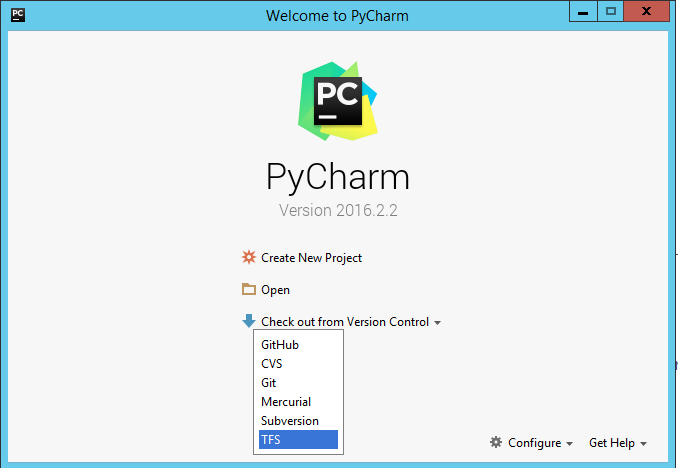 Welcome to PyCharm
PC
PyCharm
Version 2016.2.2
Create New Project
Open
Check out from Version Control
GitHub
CVS
Git
Mercurial
Subversion
TFS
Configure
Get Help